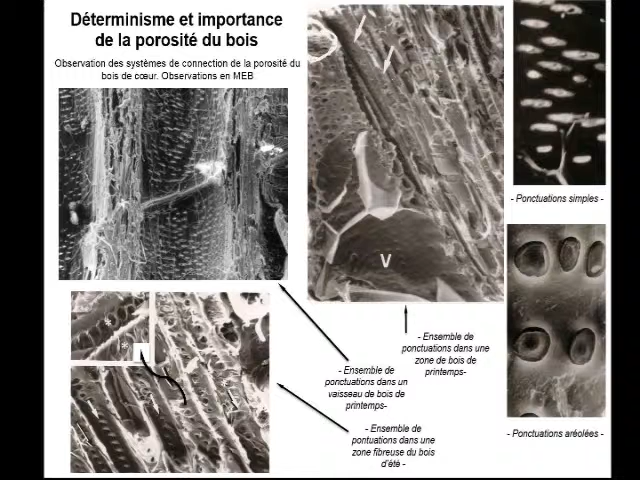 Déterminisme et importance
de la porosité du bois
Observation des systèmes de connection de la porosité du
bois de cœur. Observations en MEB
V
- Ponctuations simples -
- Ensemble de
ponctuations dans une
zone de bois de
printemps-
- Ensemble de
ponctuations dans un
vaisseau de bois de
printemps-
- Ensemble de
pontuations dans une
zone fibreuse du bois
d'été -
- Ponctuations aréolées -